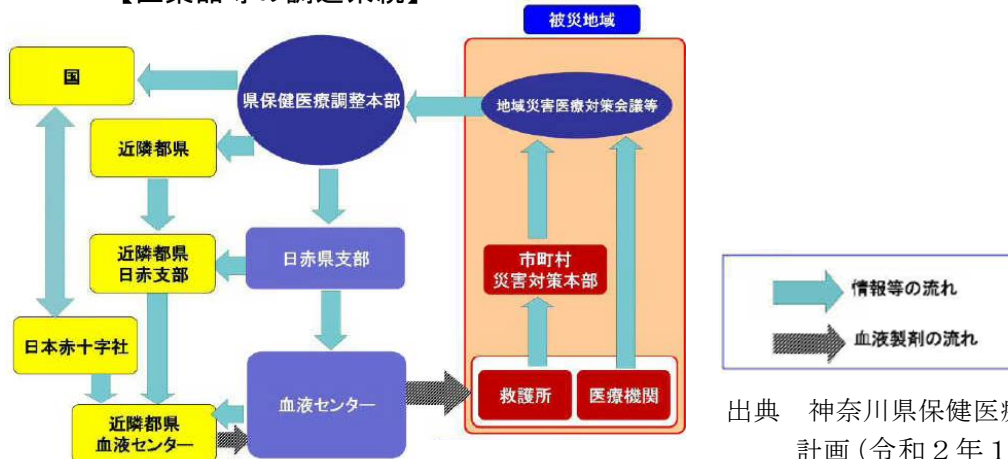 被災地域
国
県保健医療調整本部
地域災害医療対策会議等
近隣都県
近隣都県
日赤支部
日赤県支部
市町村
災害対策本部
情報等の流れ
血液製剤の流れ
日本赤十字社
血液センター
救護所
医療機関
近隣都県
血液センター
出典 神奈川県保健医療
計画(令和2年1